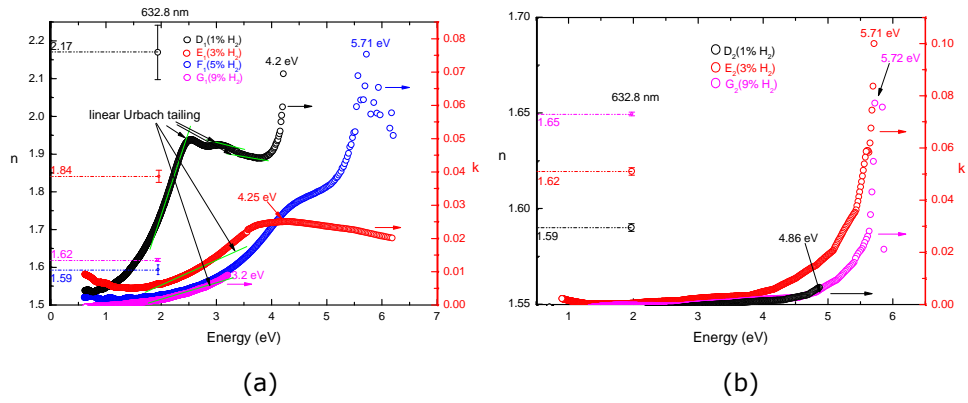 632.8 nm
D₁(1% H₂)
E₁(3% H₂)
F₁(5% H₂)
G₁(9% H₂)
5.71 eV
4.2 eV
linear Urbach tailing
4.25 eV
3.2 eV
2.17
1.84
1.62
1.59
2.2
2.1
2.0
1.9
1.8
1.7
1.6
1.5
n
0.08
0.07
0.06
0.05
0.04
0.03
0.02
0.01
0.00
k
0 1 2 3 4 5 6 7
Energy (eV)
(a)
D₂(1% H₂)
E₂(3% H₂)
G₂(9% H₂)
632.8 nm
5.71 eV
5.72 eV
4.86 eV
1.65
1.62
1.59
1.70
1.65
1.60
1.55
n
0.10
0.08
0.06
0.04
0.02
0.00
k
1 2 3 4 5 6
Energy (eV)
(b)